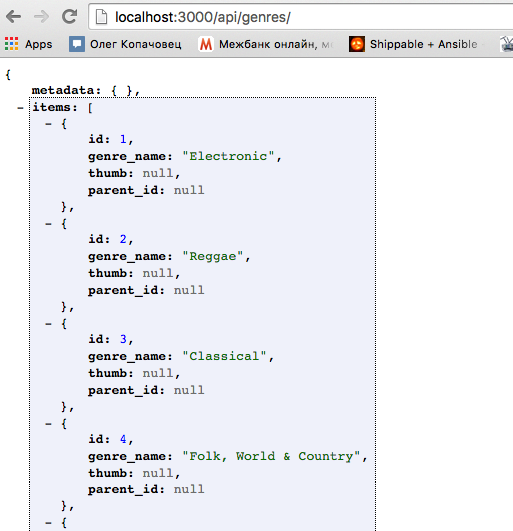 localhost:3000/api/genres/
Apps Олег Копачовец Межбанк онлайн, м Shippable + Ansible
{
metadata: { },
- items: [
- {
id: 1,
genre_name: "Electronic",
thumb: null,
parent_id: null
},
- {
id: 2,
genre_name: "Reggae",
thumb: null,
parent_id: null
},
- {
id: 3,
genre_name: "Classical",
thumb: null,
parent_id: null
},
- {
id: 4,
genre_name: "Folk, World & Country",
thumb: null,
parent_id: null
},
- {